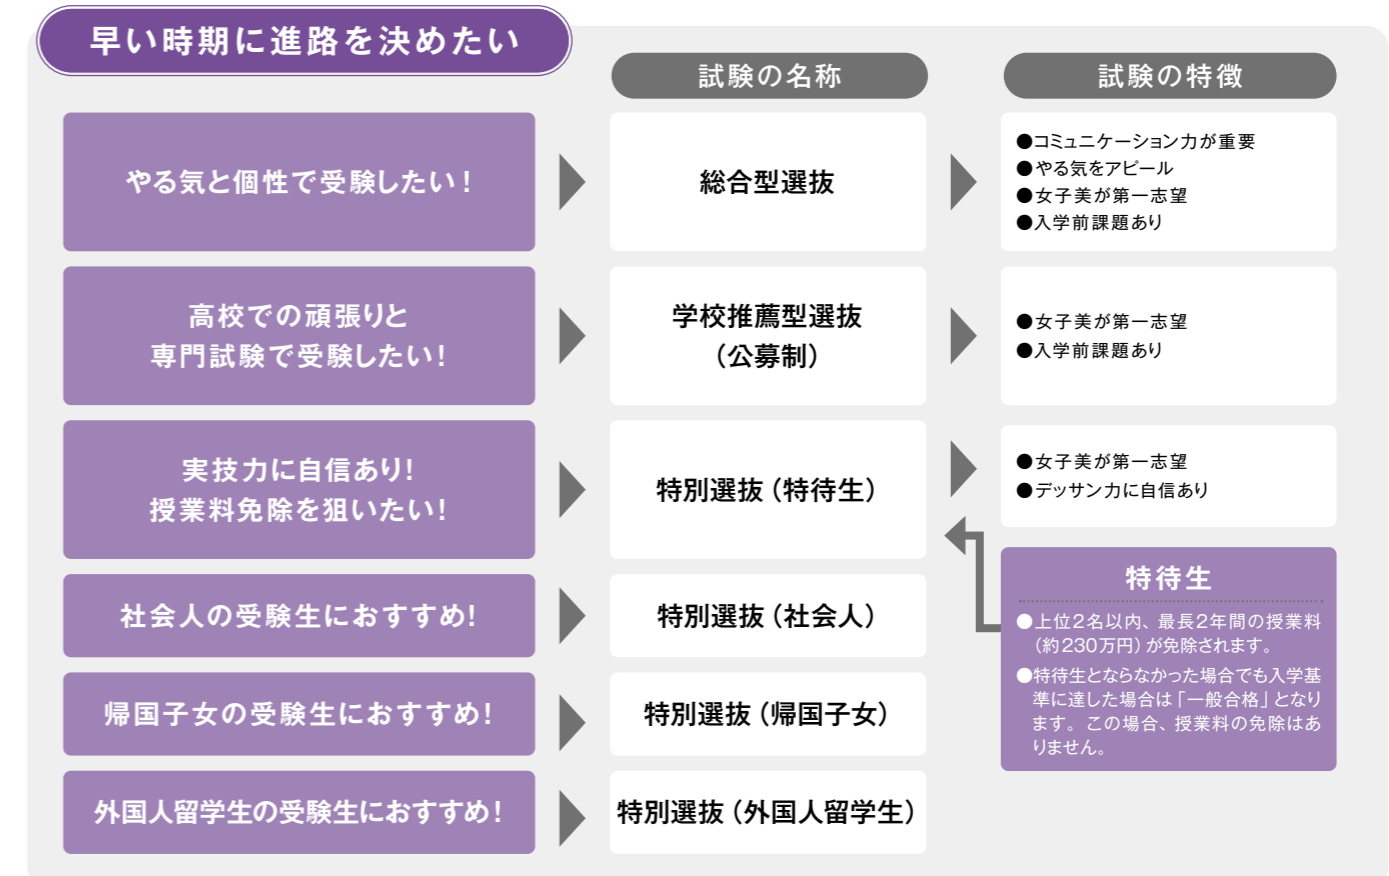 早い時期に進路を決めたい
試験の名称
試験の特徴
やる気と個性で受験したい！
総合型選抜
●コミュニケーション力が重要
●やる気をアピール
●女子美が第一志望
●入学前課題あり
高校での頑張りと
専門試験で受験したい！
学校推薦型選抜
（公募制）
●女子美が第一志望
●入学前課題あり
実技力に自信あり！
授業料免除を狙いたい！
特別選抜（特待生）
●女子美が第一志望
●デッサン力に自信あり
特待生
●上位2名以内、最長2年間の授業料
（約230万円）が免除されます。
●特待生とならなかった場合でも入学基
準に達した場合は「一般合格」となり
ます。この場合、授業料の免除はあ
りません。
社会人の受験生におすすめ！
特別選抜（社会人）
帰国子女の受験生におすすめ！
特別選抜（帰国子女）
外国人留学生の受験生におすすめ！
特別選抜（外国人留学生）